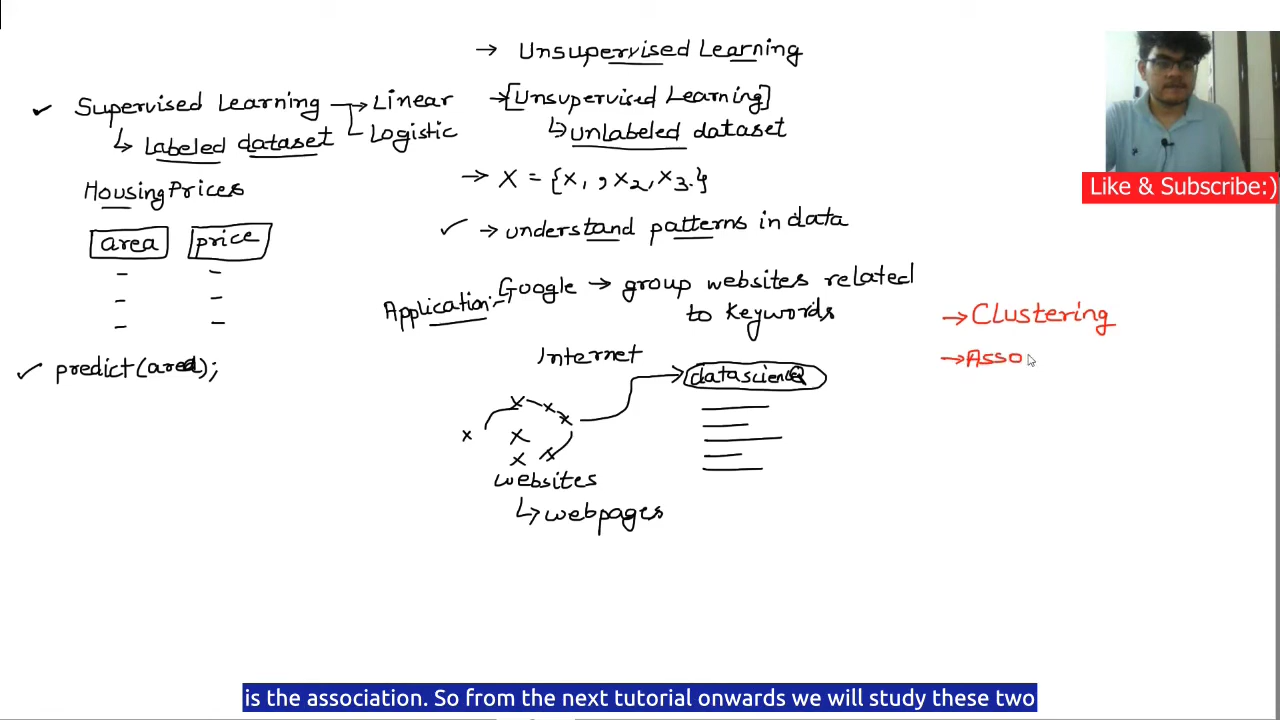 → Unsupervised Learning
✓ Supervised Learning → Linear
Logistic
↳ Labeled dataset
Housing Prices
area price
predict(area);
→ [Unsupervised Learning]
↳ unlabeled dataset
→ X = {x₁, x₂, x₃.}
✓ → understand patterns in data
Application:- Google → group websites related
to keywords
Internet
datascience
websites
↳ webpages
→ Clustering
→ Asso
Like & Subscribe:)
is the association. So from the next tutorial onwards we will study these two